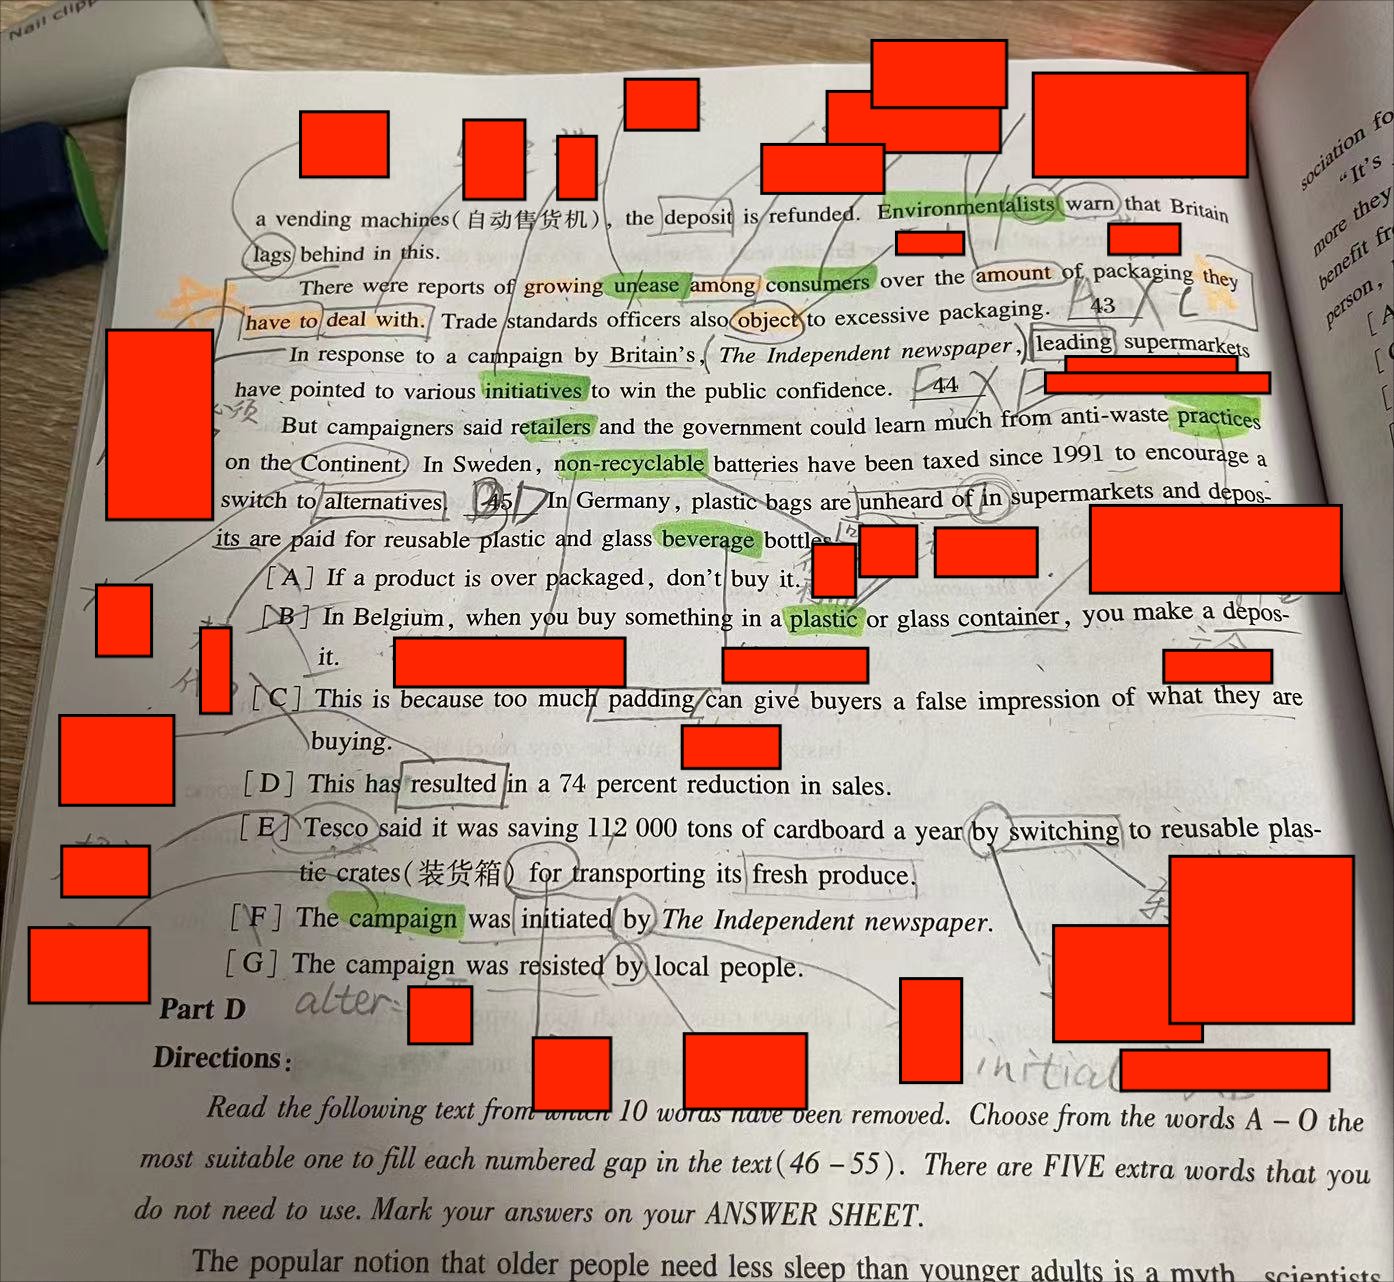 Nail clipp
sociation fo
"It's
more they
benefit fr
person,
a vending machines(自动售货机), the deposit is refunded. Environmentalists warn that Britain
lags behind in this.
There were reports of growing unease among consumers over the amount of packaging they
have to deal with. Trade standards officers also object to excessive packaging. 43 X C
In response to a campaign by Britain's, The Independent newspaper, leading supermarkets
have pointed to various initiatives to win the public confidence. F 44 X E
But campaigners said retailers and the government could learn much from anti-waste practices
on the Continent. In Sweden, non-recyclable batteries have been taxed since 1991 to encourage a
switch to alternatives. 45 D In Germany, plastic bags are unheard of in supermarkets and depos-
its are paid for reusable plastic and glass beverage bottles
[A] If a product is over packaged, don't buy it.
[B] In Belgium, when you buy something in a plastic or glass container, you make a depos-
it.
[C] This is because too much padding can give buyers a false impression of what they are
buying.
[D] This has resulted in a 74 percent reduction in sales.
[E] Tesco said it was saving 112 000 tons of cardboard a year by switching to reusable plas-
tic crates(装货箱) for transporting its fresh produce.
[F] The campaign was initiated by The Independent newspaper.
[G] The campaign was resisted by local people.
alter
initial
Part D
Directions:
Read the following text from which 10 words have been removed. Choose from the words A – O the
most suitable one to fill each numbered gap in the text(46 – 55). There are FIVE extra words that you
do not need to use. Mark your answers on your ANSWER SHEET.
The popular notion that older people need less sleep than younger adults is a myth, scientists